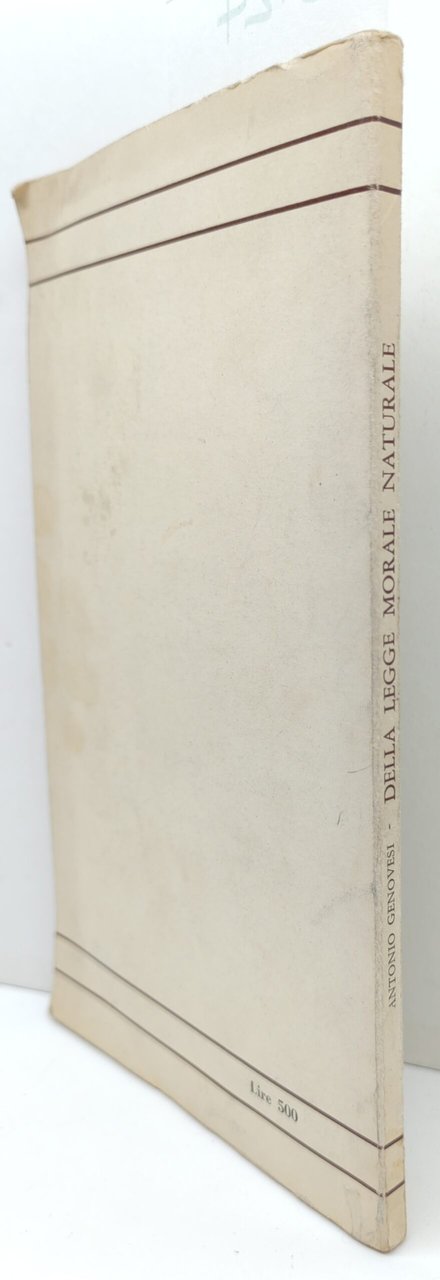 ANTONIO GENOVESI - DELLA LEGGE MORALE NATURALE
Lire 500